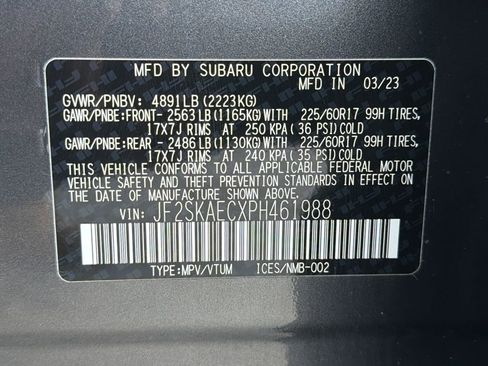 MFD BY SUBARU CORPORATION
MFD. IN 03/23
GVWR/PNBV: 4891LB(2223KG)
GAWR/PNBE:FRONT- 2563LB(1165KG)WITH 225/60R17 99H TIRES,
17X7J RIMS AT 250 KPA(36 PSI)COLD
GAWR/PNBE:REAR - 2486LB(1130KG)WITH 225/60R17 99H TIRES,
17X7J RIMS AT 240 KPA(35 PSI)COLD
THIS VEHICLE CONFORMS TO ALL APPLICABLE FEDERAL MOTOR
VEHICLE SAFETY AND THEFT PREVENTION STANDARDS IN EFFECT
ON THE DATE OF MANUFACTURE SHOWN ABOVE.
VIN: JF2SKAECXPH461988
TYPE:MPV/VTUM ICES/NMB-002